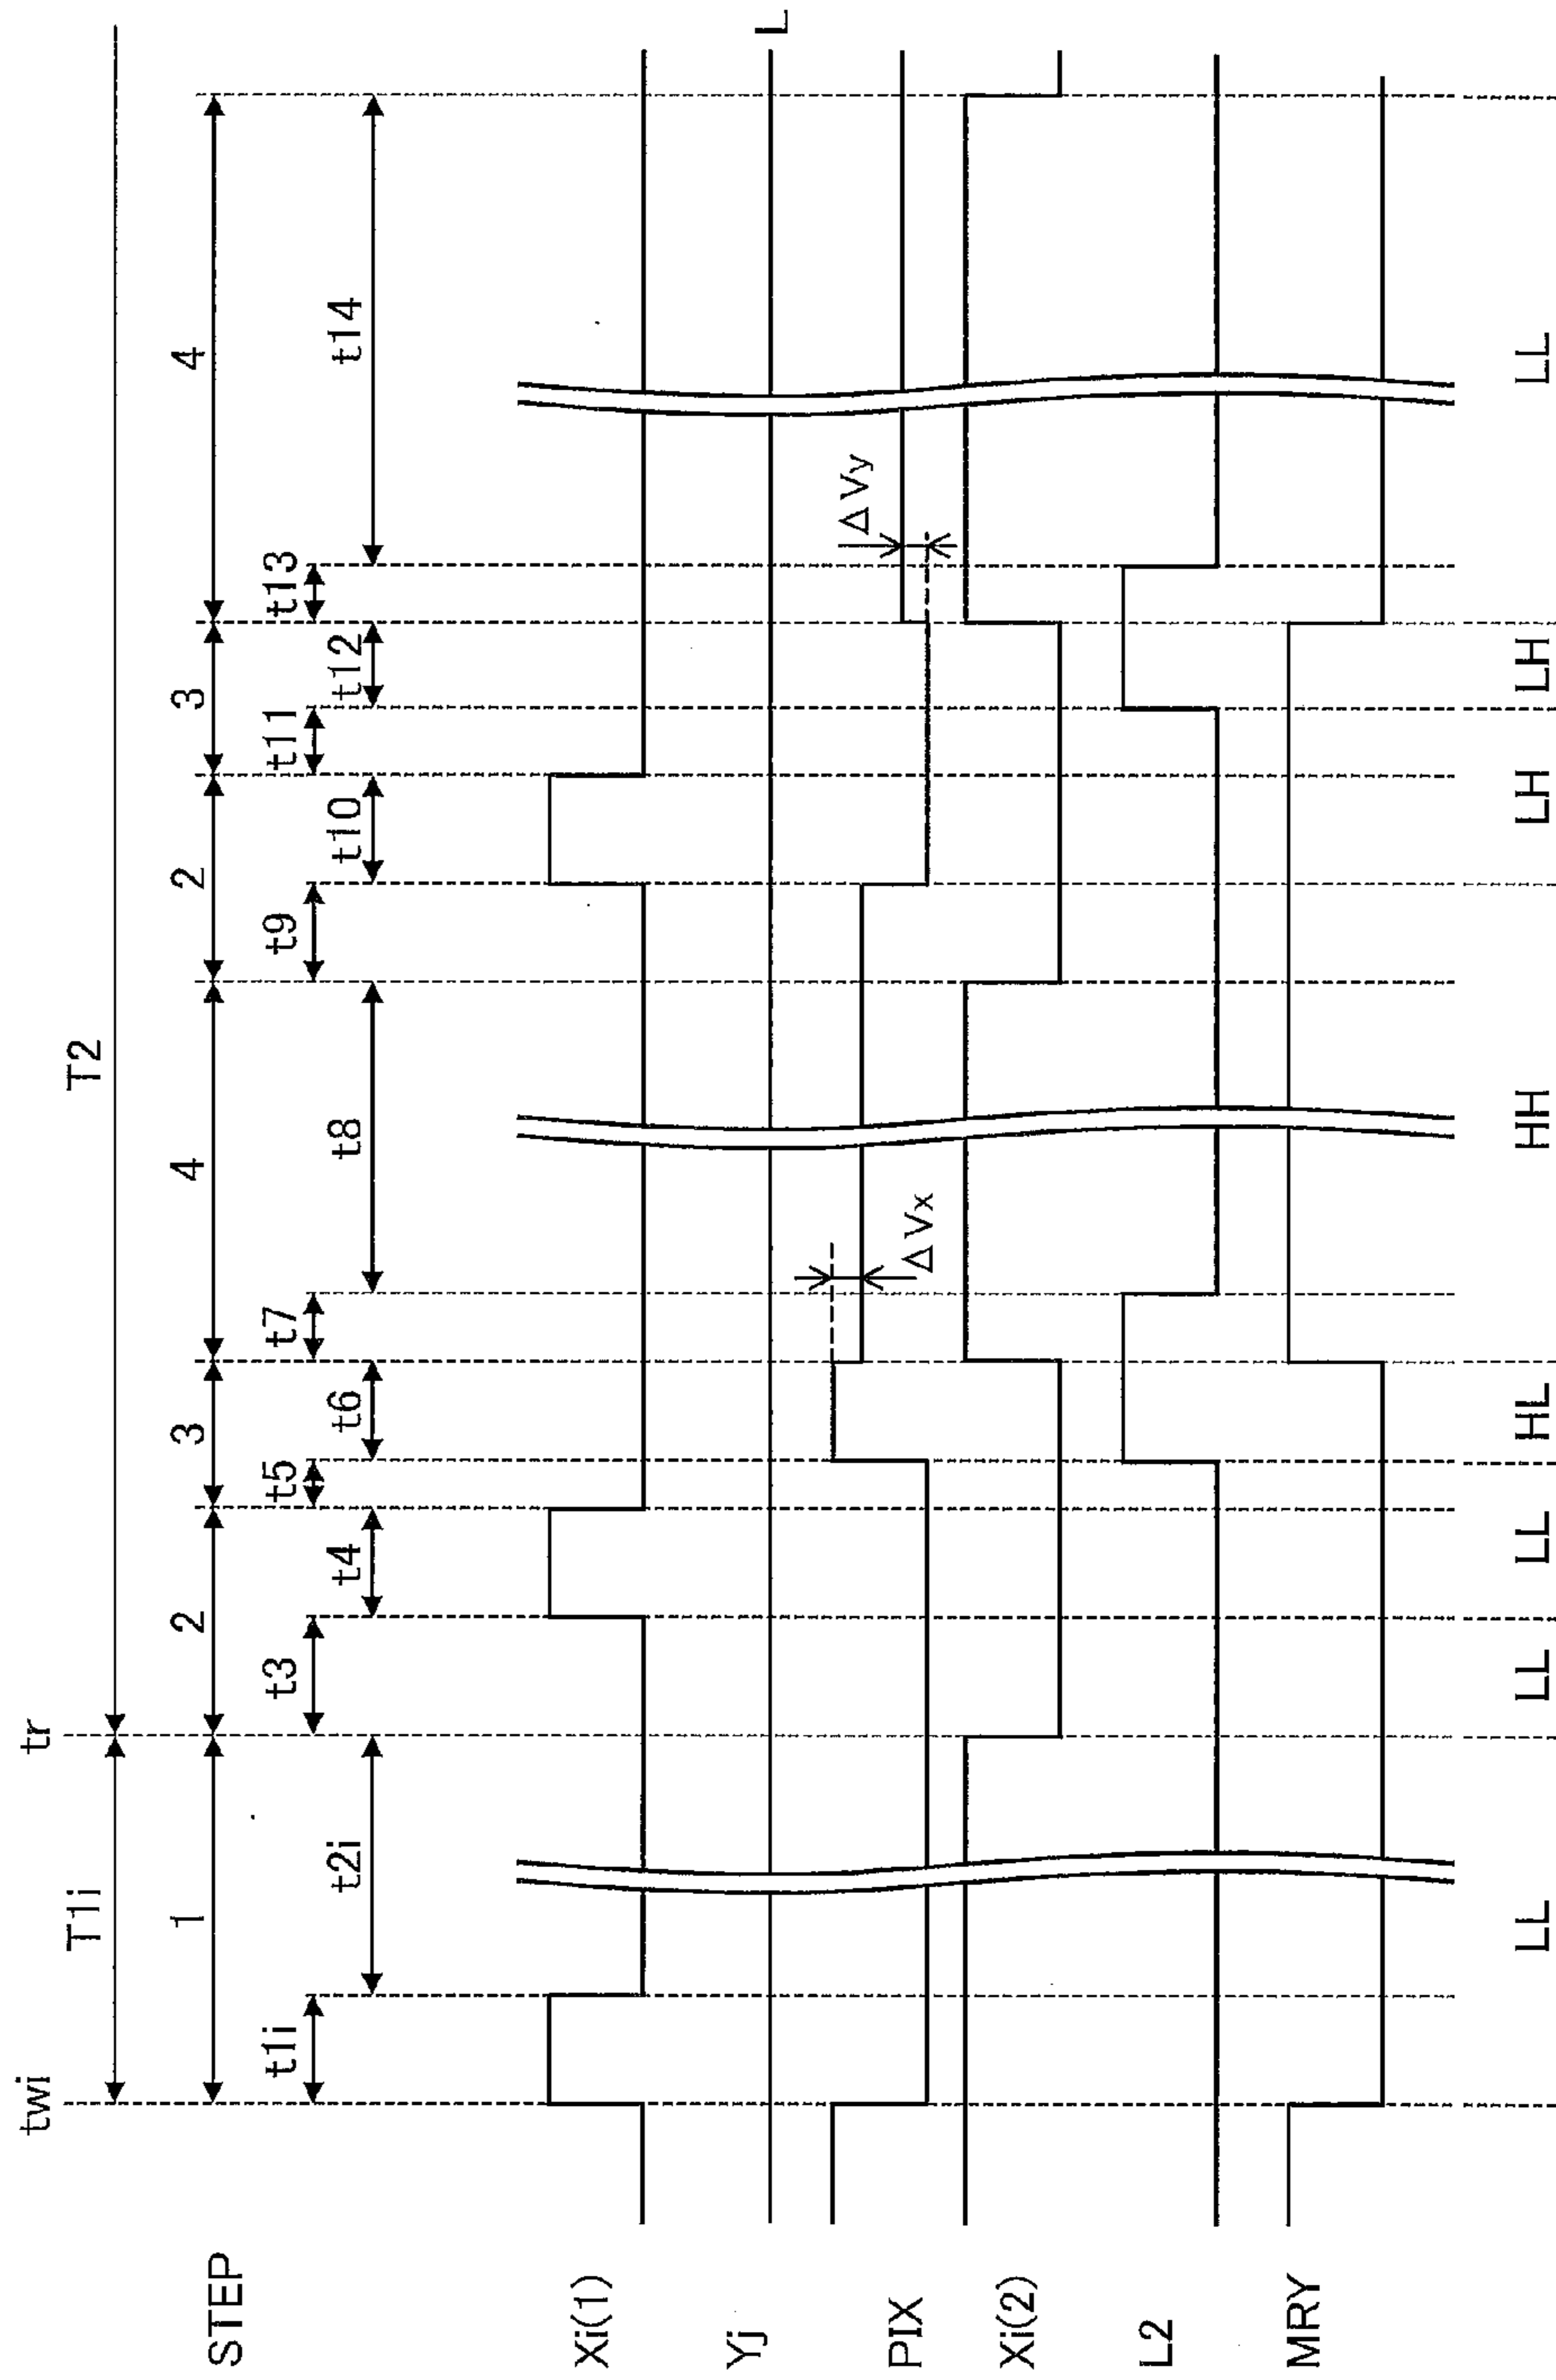 twi
tr
T1i
T2
STEP
1
2
3
4
2
3
4
t1i
t3
t5
t7
t9
t11
t13
t2i
t4
t6
t8
t10
t12
t14
Xi(1)
Yj
L
PIX
ΔVx
ΔVy
Xi(2)
L2
MRY
LL
LL
LL
HL
HH
LH
LH
LL